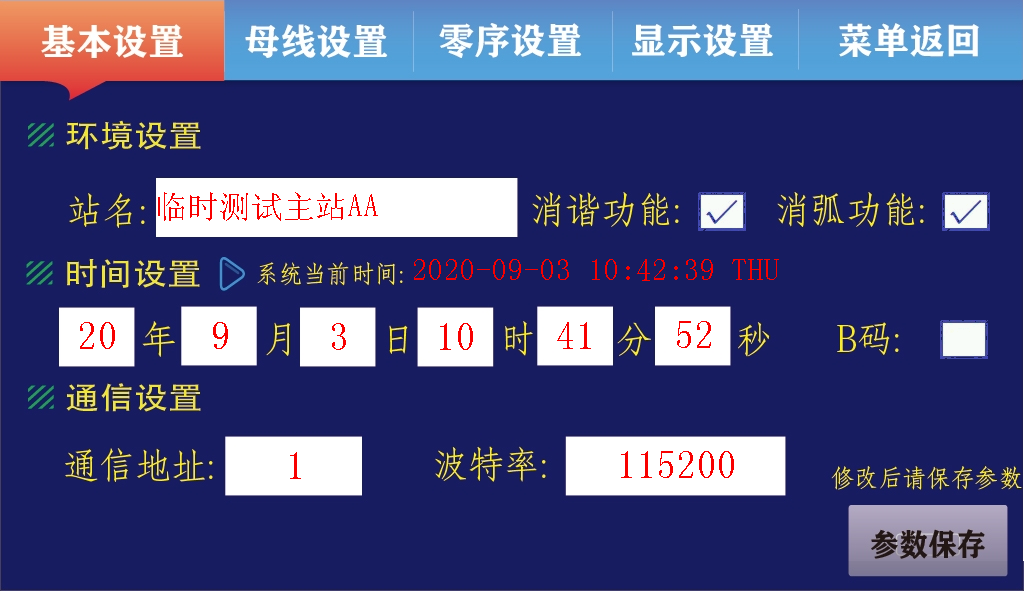 基本设置 母线设置 零序设置 显示设置 菜单返回
环境设置
站名: 临时测试主站AA 消谐功能: 消弧功能:
时间设置 系统当前时间: 2020-09-03 10:42:39 THU
20 年 9 月 3 日 10 时 41 分 52 秒 B码:
通信设置
通信地址: 1 波特率: 115200
修改后请保存参数
参数保存